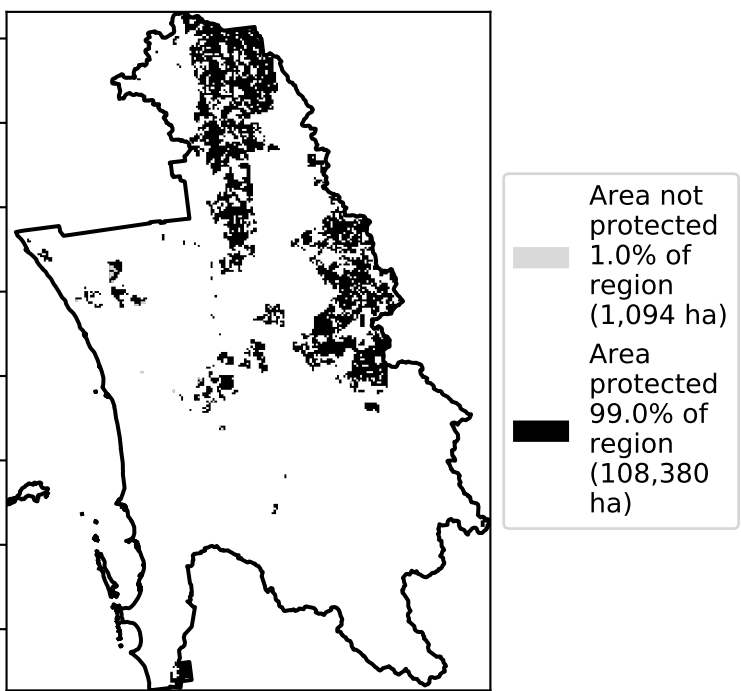 Area not
protected
1.0% of
region
(1,094 ha)
Area
protected
99.0% of
region
(108,380
ha)